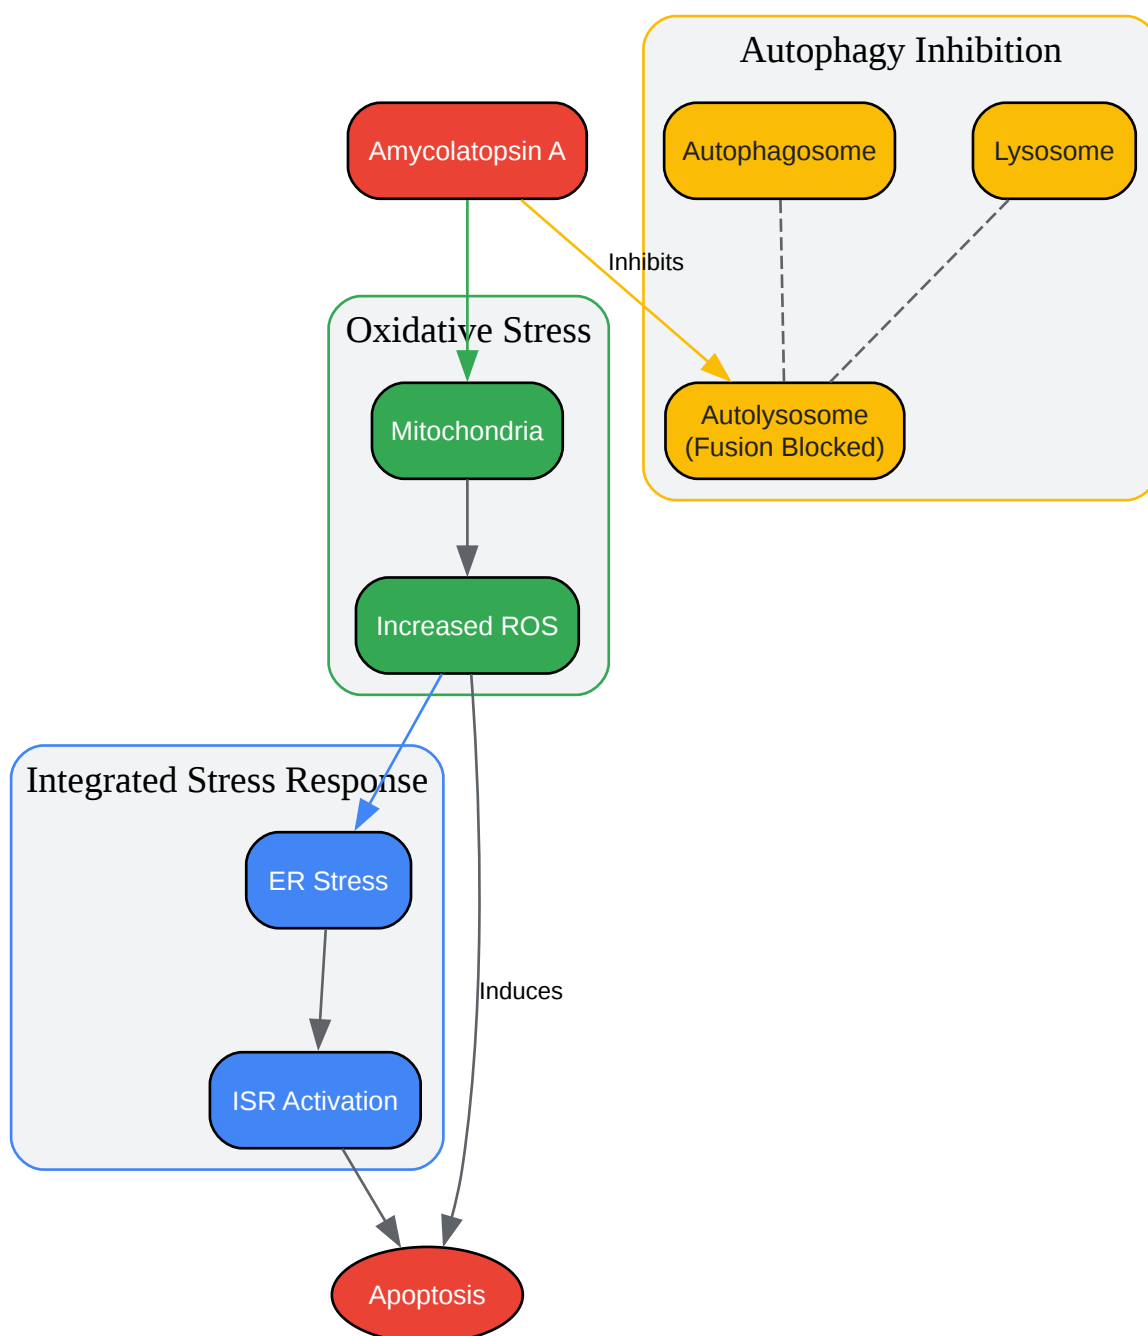 Autophagy Inhibition
Amycolatopsin A
Autophagosome
Lysosome
Inhibits
Oxidative Stress
Mitochondria
Autolysosome
(Fusion Blocked)
Increased ROS
Integrated Stress Response
ER Stress
Induces
ISR Activation
Apoptosis